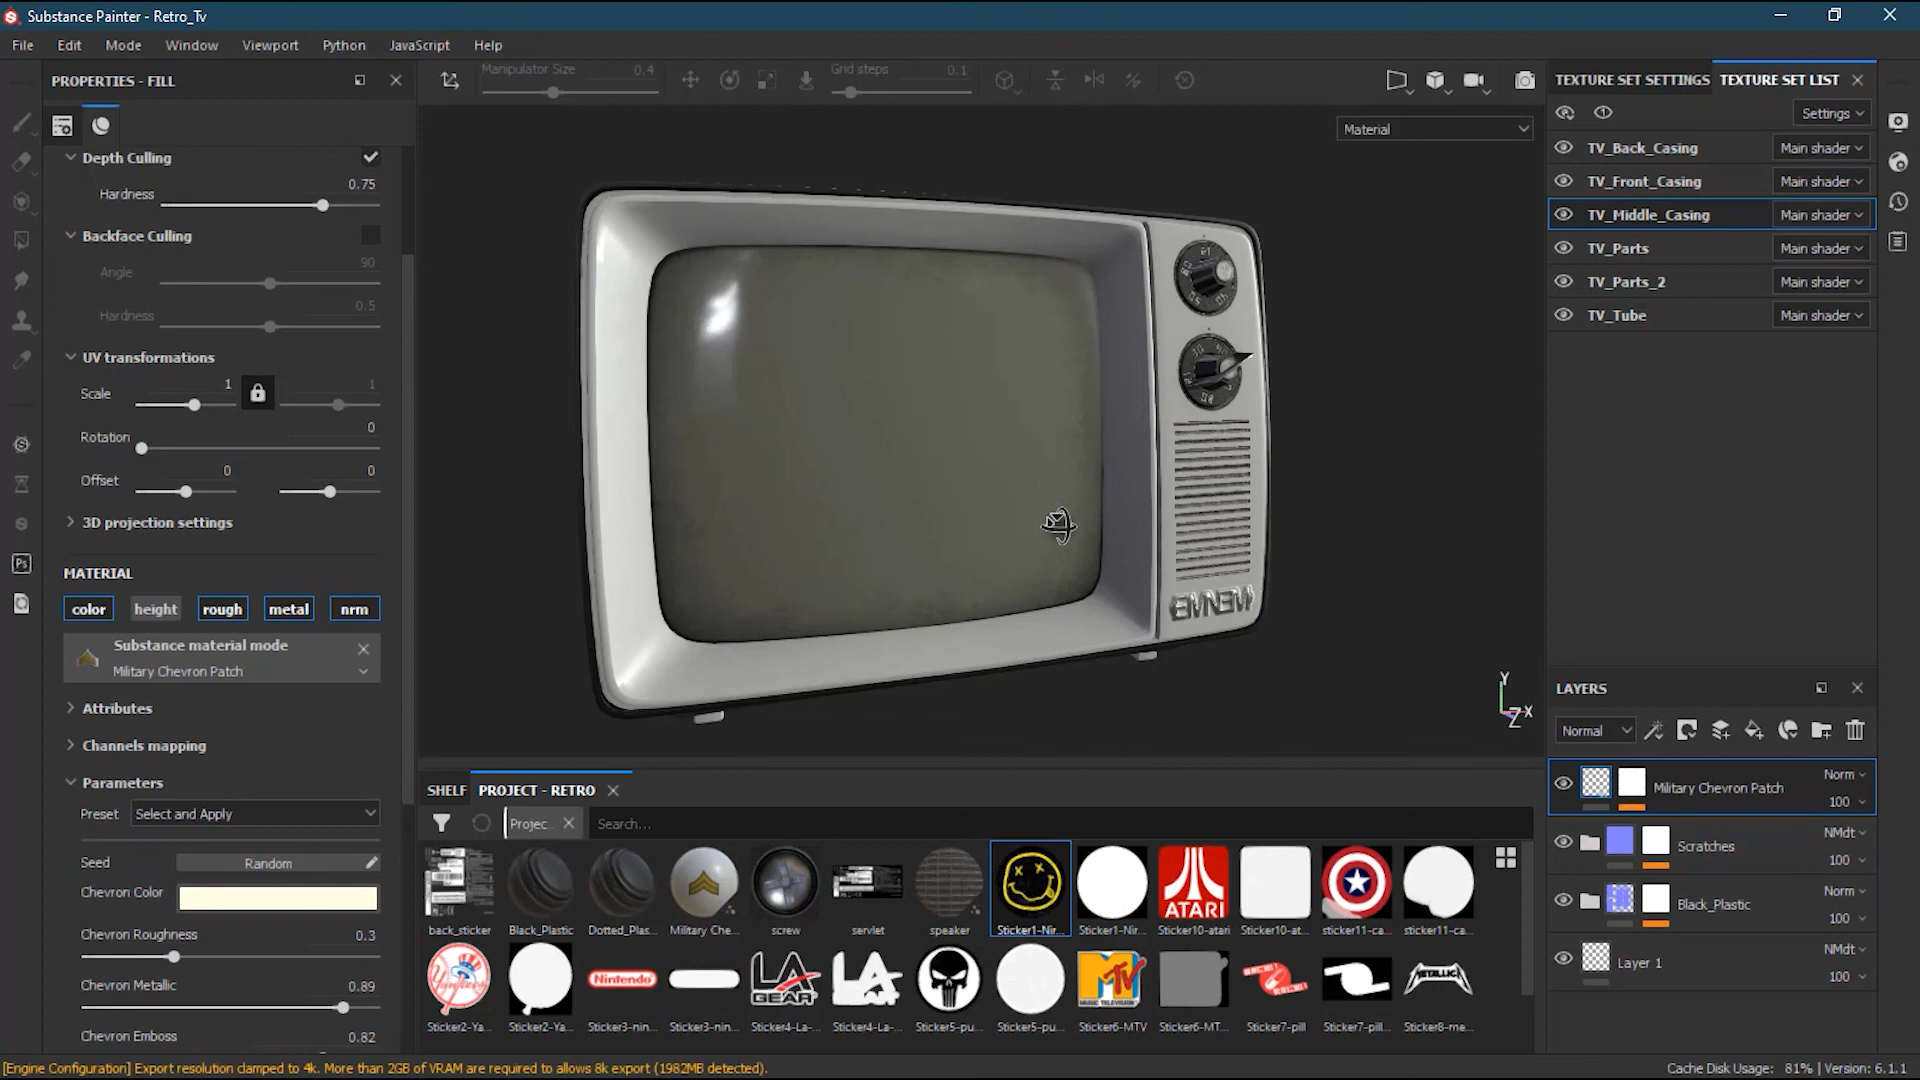 Substance Painter - Retro_Tv
File Edit Mode Window Viewport Python JavaScript Help
PROPERTIES - FILL
Depth Culling
Hardness 0.75
Backface Culling
Angle 90
Hardness 0.5
UV transformations
Scale 1 1
Rotation 0
Offset 0 0
3D projection settings
MATERIAL
color height rough metal nrm
Substance material mode
Military Chevron Patch
Attributes
Channels mapping
Parameters
Preset Select and Apply
Seed Random
Chevron Color
Chevron Roughness 0.3
Chevron Metallic 0.89
Chevron Emboss 0.82
Manipulator Size 0.4
Grid steps 0.1
Material
Y
Z X
SHELF PROJECT - RETRO
Projec... Search...
ATARI
back_sticker Black_Plastic Dotted_Plas... Military Che... screw servlet speaker Sticker1-Nir... Sticker1-Nir... Sticker10-atari Sticker10-at... sticker11-ca... sticker11-ca...
Nintendo
LA GEAR
LA GEAR
MUSIC TELEVISION
METALLICA
Sticker2-Ya... Sticker2-Ya... Sticker3-nin... Sticker3-nin... Sticker4-La-... Sticker4-La-... Sticker5-pu... Sticker5-pu... Sticker6-MTV Sticker6-MT... Sticker7-pill Sticker7-pill... Sticker8-me...
TEXTURE SET SETTINGS TEXTURE SET LIST
Settings
TV_Back_Casing Main shader
TV_Front_Casing Main shader
TV_Middle_Casing Main shader
TV_Parts Main shader
TV_Parts_2 Main shader
TV_Tube Main shader
LAYERS
Normal
Military Chevron Patch Norm 100
Scratches NMdt 100
Black_Plastic Norm 100
Layer 1 NMdt 100
Ps
[Engine Configuration] Export resolution clamped to 4k. More than 2GB of VRAM are required to allows 8k export (1982MB detected).
Cache Disk Usage: 81% | Version: 6.1.1